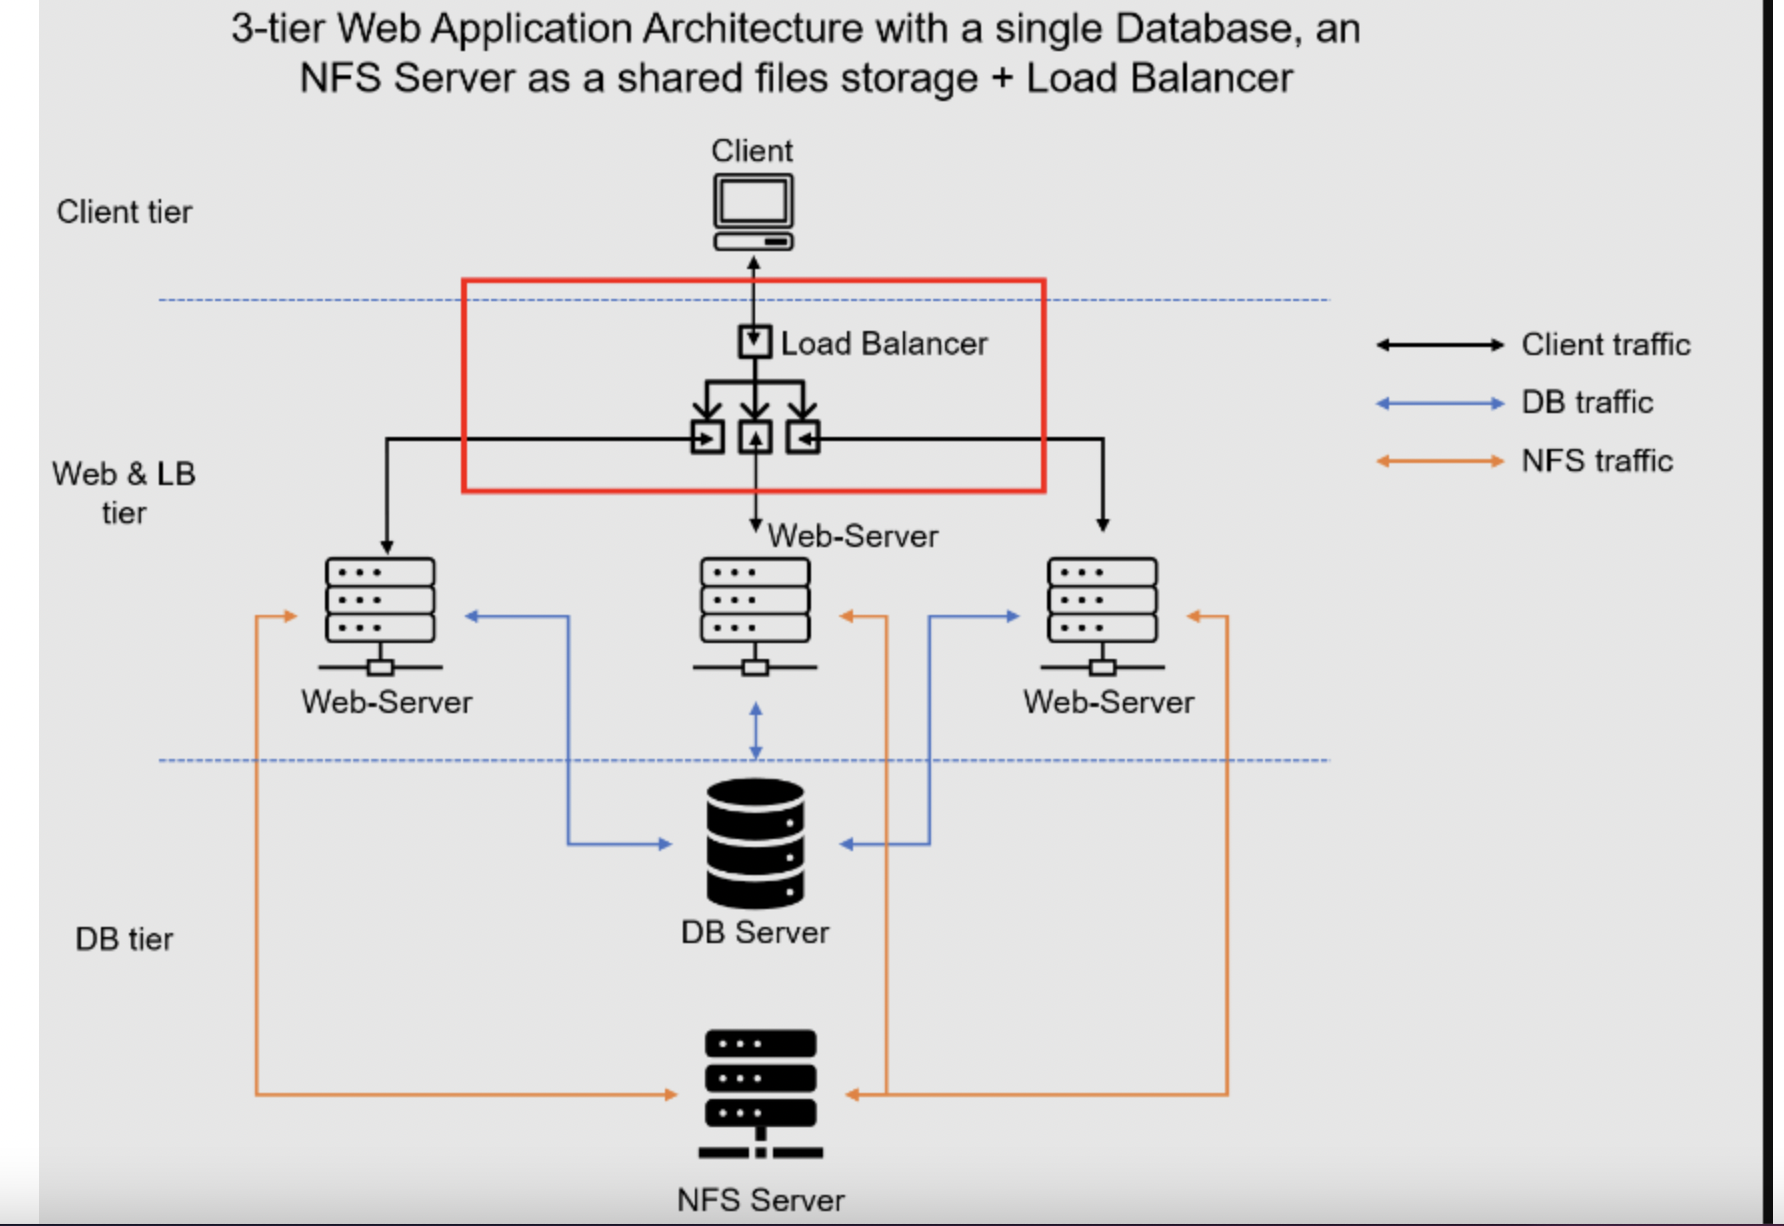 3-tier Web Application Architecture with a single Database, an
NFS Server as a shared files storage + Load Balancer
Client
Client tier
Load Balancer
Client traffic
DB traffic
NFS traffic
Web & LB
tier
Web-Server
Web-Server
Web-Server
DB Server
DB tier
NFS Server